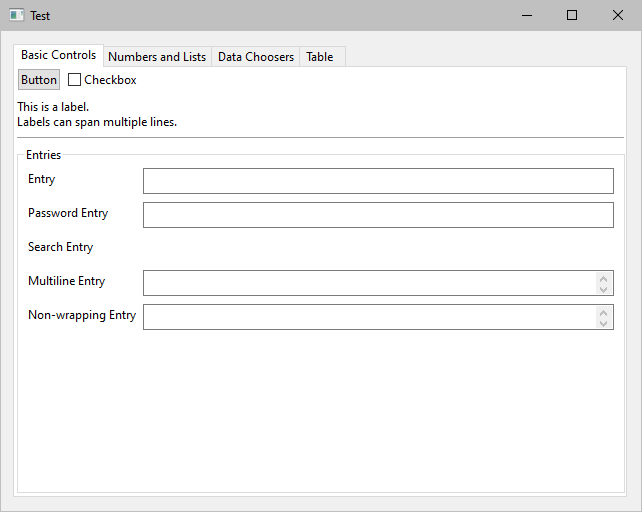 Test
Basic Controls Numbers and Lists Data Choosers Table
Button Checkbox
This is a label.
Labels can span multiple lines.
Entries
Entry
Password Entry
Search Entry
Multiline Entry
Non-wrapping Entry